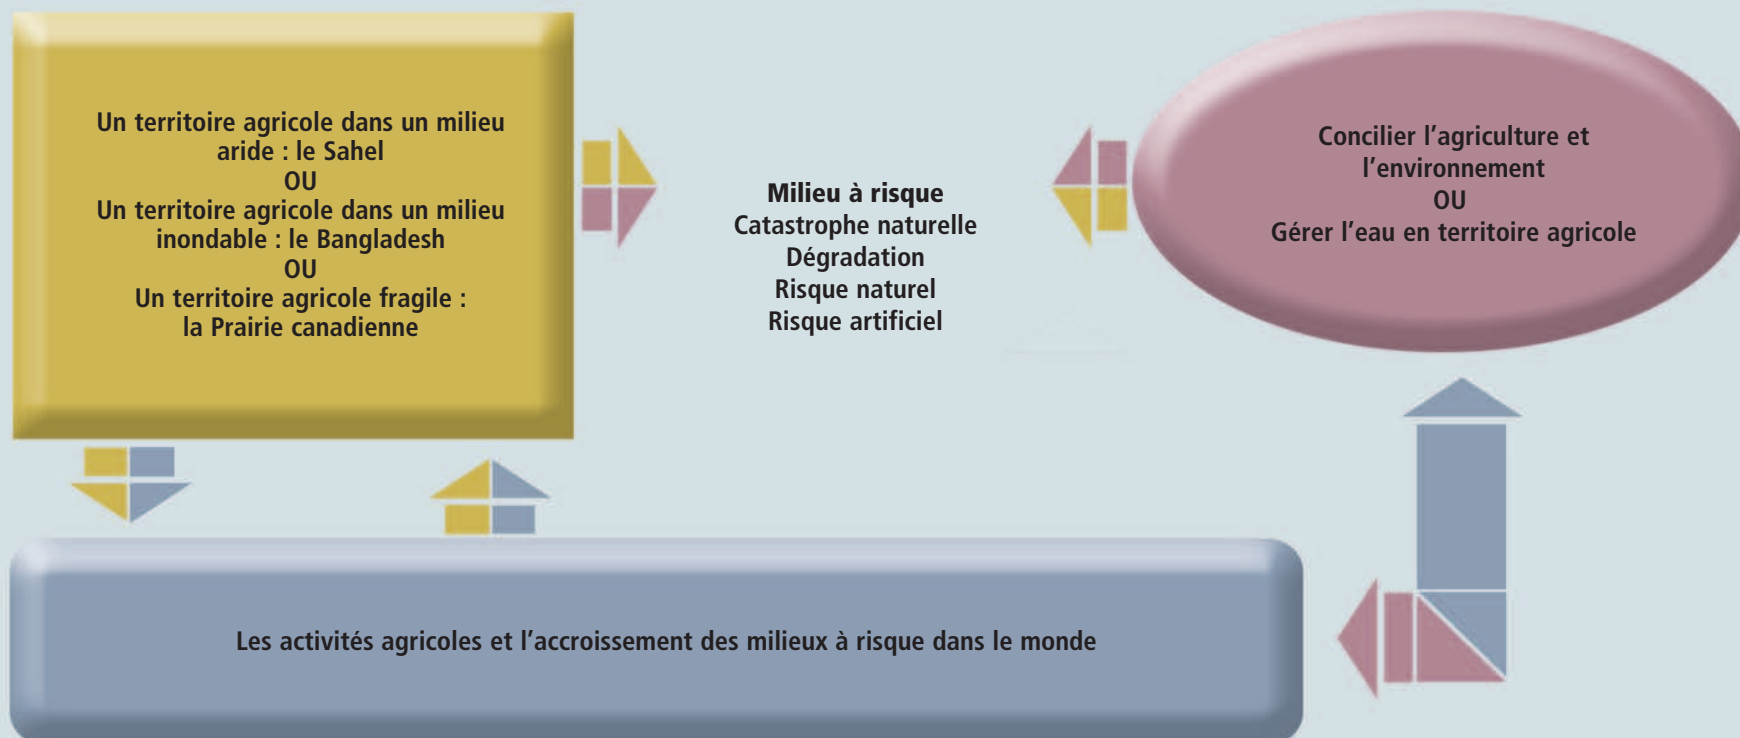 Un territoire agricole dans un milieu
aride : le Sahel
OU
Un territoire agricole dans un milieu
inondable : le Bangladesh
OU
Un territoire agricole fragile :
la Prairie canadienne
Milieu à risque
Catastrophe naturelle
Dégradation
Risque naturel
Risque artificiel
Concilier l’agriculture et
l’environnement
OU
Gérer l’eau en territoire agricole
Les activités agricoles et l’accroissement des milieux à risque dans le monde